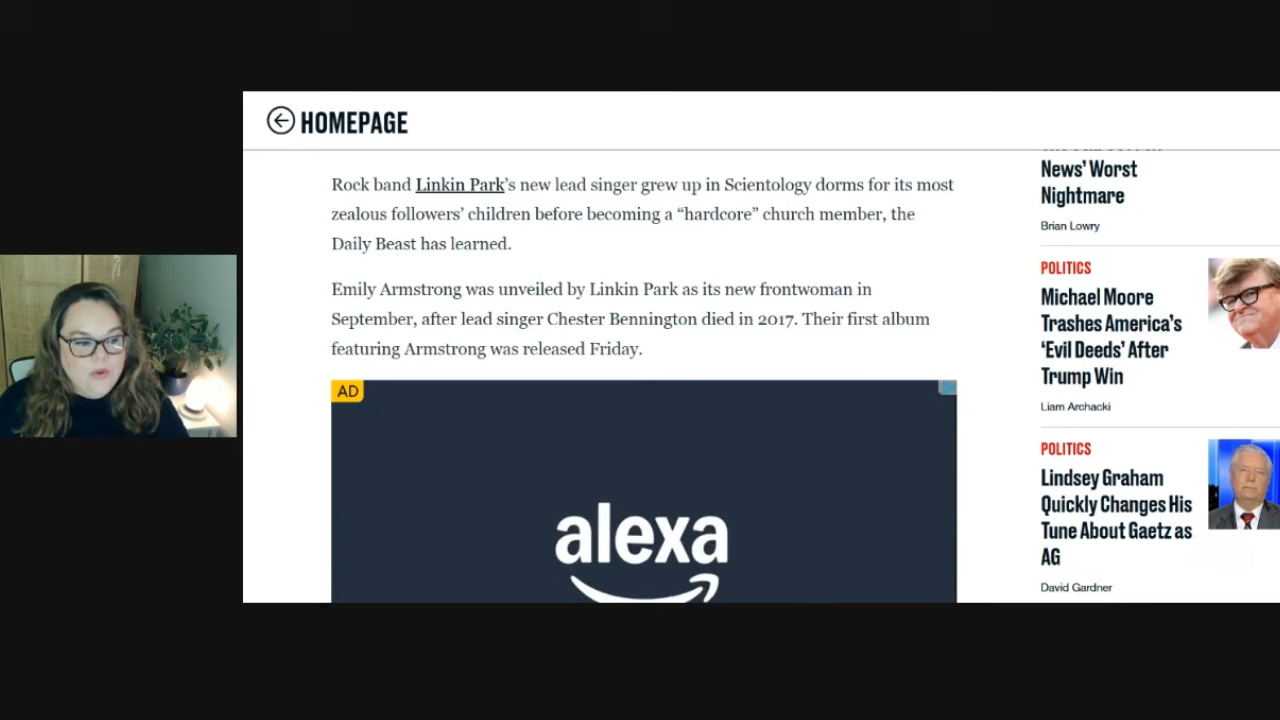 HOMEPAGE
Rock band Linkin Park's new lead singer grew up in Scientology dorms for its most
zealous followers' children before becoming a “hardcore” church member, the
Daily Beast has learned.
Emily Armstrong was unveiled by Linkin Park as its new frontwoman in
September, after lead singer Chester Bennington died in 2017. Their first album
featuring Armstrong was released Friday.
AD
alexa
News’ Worst
Nightmare
Brian Lowry
POLITICS
Michael Moore
Trashes America’s
‘Evil Deeds’ After
Trump Win
Liam Archacki
POLITICS
Lindsey Graham
Quickly Changes His
Tune About Gaetz as
AG
David Gardner